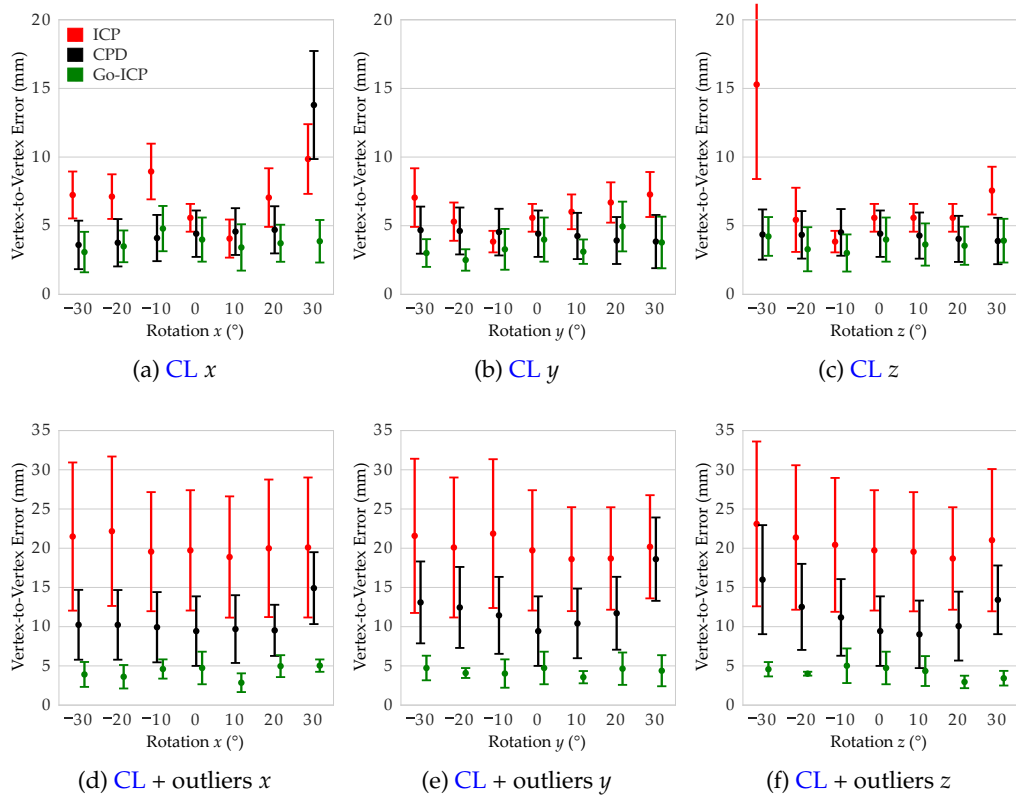 20
15
10
5
0
Vertex-to-Vertex Error (mm)
ICP
CPD
Go-ICP
−30 −20 −10 0 10 20 30
Rotation x (°)
(a) CL x
20
15
10
5
0
Vertex-to-Vertex Error (mm)
−30 −20 −10 0 10 20 30
Rotation y (°)
(b) CL y
20
15
10
5
0
Vertex-to-Vertex Error (mm)
−30 −20 −10 0 10 20 30
Rotation z (°)
(c) CL z
35
30
25
20
15
10
5
0
Vertex-to-Vertex Error (mm)
−30 −20 −10 0 10 20 30
Rotation x (°)
(d) CL + outliers x
35
30
25
20
15
10
5
0
Vertex-to-Vertex Error (mm)
−30 −20 −10 0 10 20 30
Rotation y (°)
(e) CL + outliers y
35
30
25
20
15
10
5
0
Vertex-to-Vertex Error (mm)
−30 −20 −10 0 10 20 30
Rotation z (°)
(f) CL + outliers z